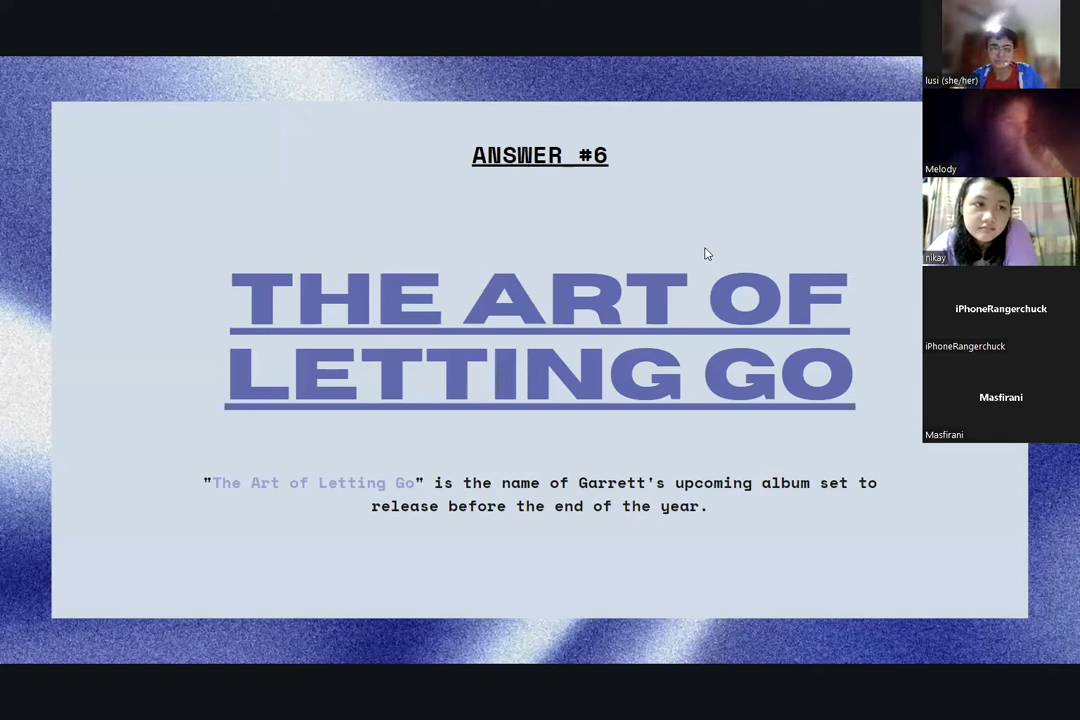 ANSWER #6
THE ART OF
LETTING GO
"The Art of Letting Go" is the name of Garrett's upcoming album set to
release before the end of the year.
lusi (she/her)
Melody
nikay
iPhoneRangerchuck
iPhoneRangerchuck
Masfirani
Masfirani